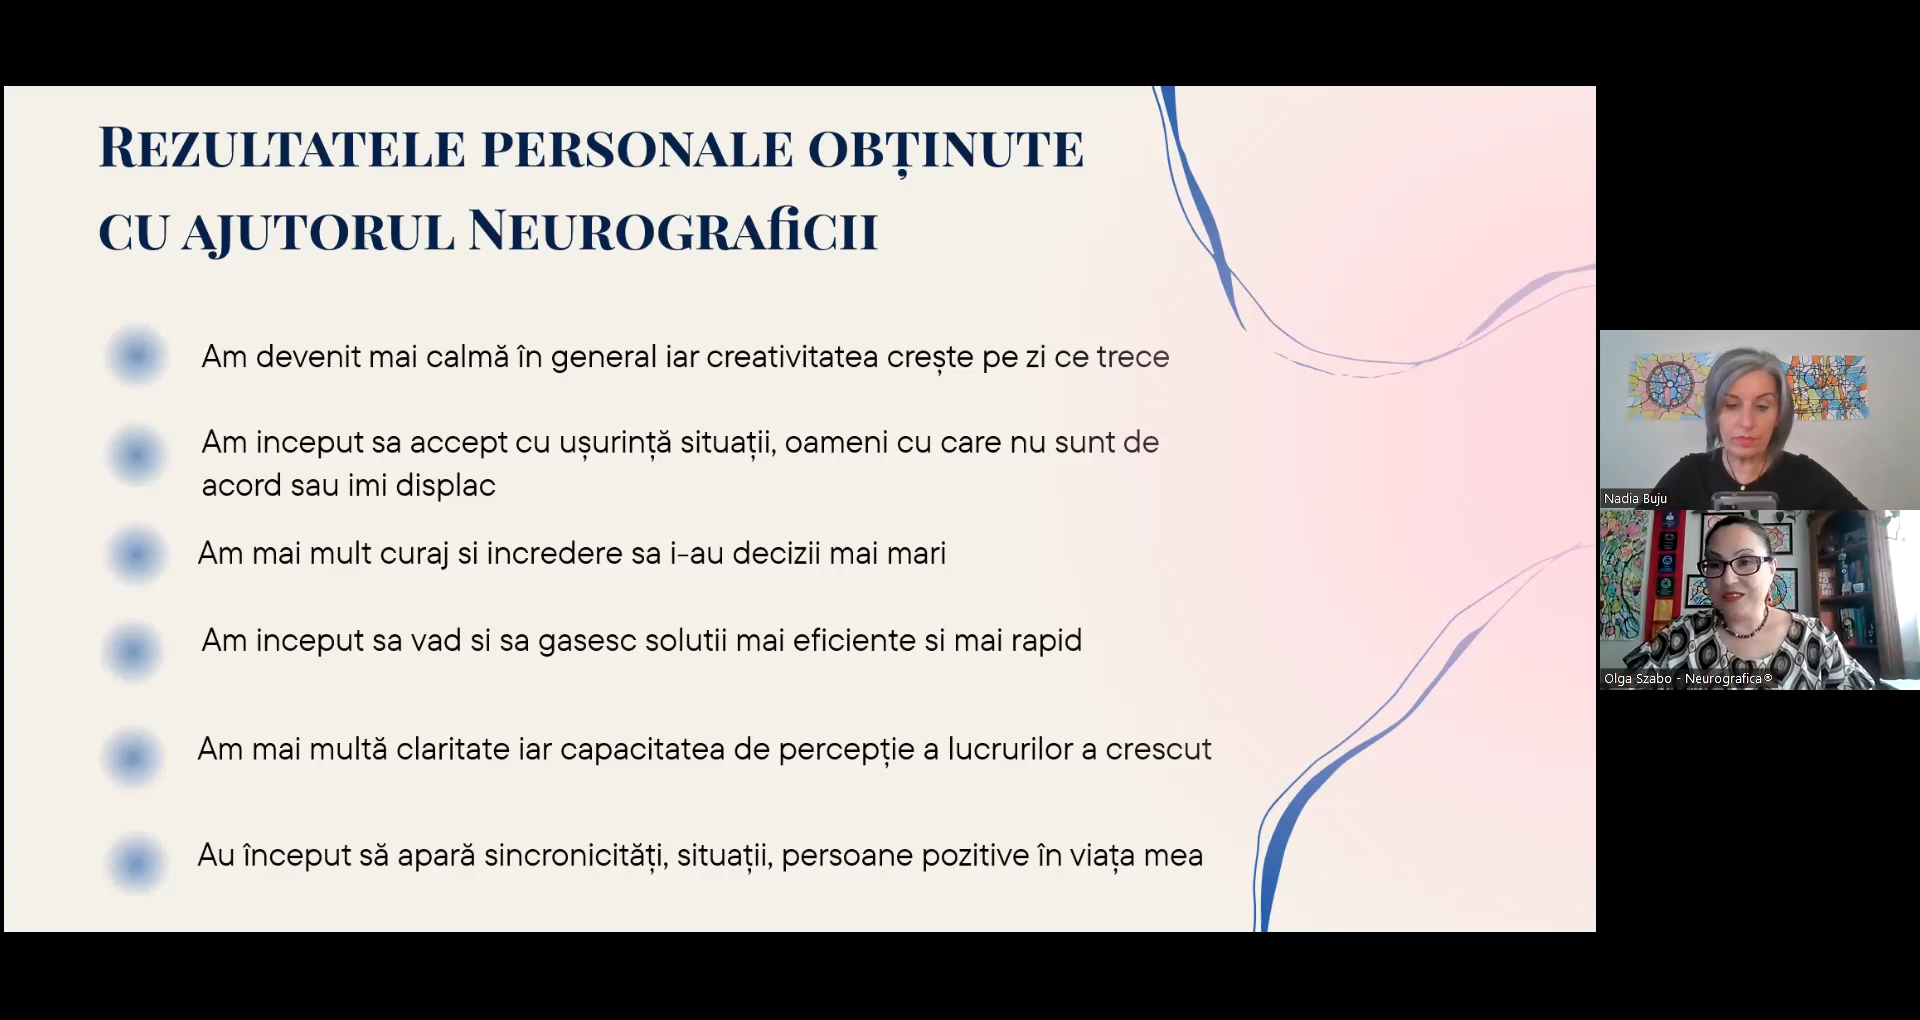 Rezultatele personale obținute
cu ajutorul Neurograficii
Am devenit mai calmă în general iar creativitatea crește pe zi ce trece
Am inceput sa accept cu ușurință situații, oameni cu care nu sunt de
acord sau imi displac
Am mai mult curaj si incredere sa i-au decizii mai mari
Am inceput sa vad si sa gasesc solutii mai eficiente si mai rapid
Am mai multă claritate iar capacitatea de percepție a lucrurilor a crescut
Au început să apară sincronicități, situații, persoane pozitive în viața mea
Nadia Buju
Olga Szabo - Neurografica®